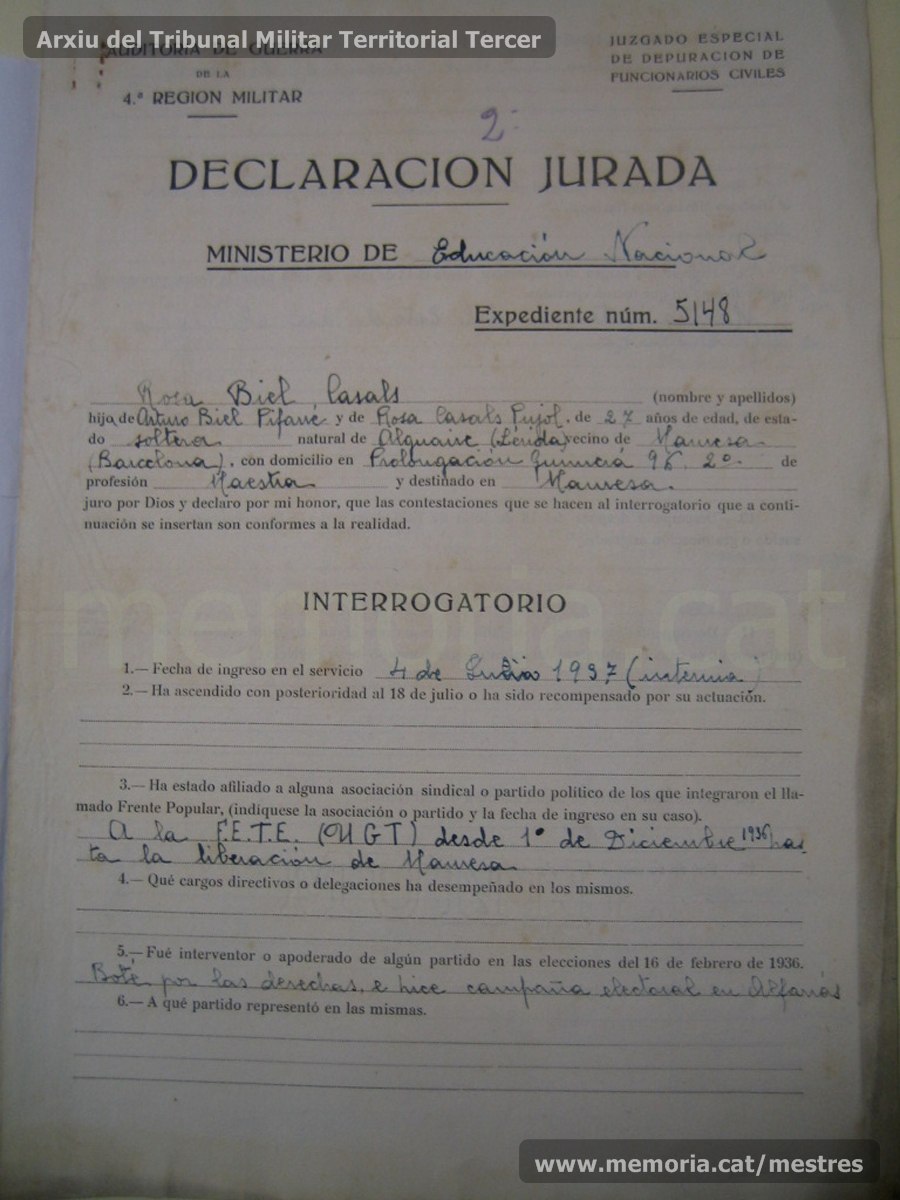 Arxiu del Tribunal Militar Territorial Tercer
AUDITORIA DE GUERRA
DE LA
4.ª REGION MILITAR
JUZGADO ESPECIAL
DE DEPURACION DE
FUNCIONARIOS CIVILES
2
DECLARACION JURADA
MINISTERIO DE Educación Nacional
Expediente núm. 5148
Rosa Biel Casals (nombre y apellidos)
hija de Arturo Biel Pifarré y de Rosa Casals Pujol, de 27 años de edad, de esta-
do soltera natural de Alguaire (Lérida) vecino de Manresa
(Barcelona), con domicilio en Prolongación 96 2º de
profesión Maestra y destinado en Manresa.
juro por Dios y declaro por mi honor, que las contestaciones que se hacen al interrogatorio que a conti-
nuación se insertan son conformes a la realidad.
INTERROGATORIO
1.— Fecha de ingreso en el servicio 4 de 1937 (interina)
2.— Ha ascendido con posterioridad al 18 de julio o ha sido recompensado por su actuación.
3.— Ha estado afiliado a alguna asociación sindical o partido político de los que integraron el lla-
mado Frente Popular, (indíquese la asociación o partido y la fecha de ingreso en su caso).
A la F.E.T.E. (UGT) desde 1º de Diciembre 1936 has
ta la liberación de Manresa
4.— Qué cargos directivos o delegaciones ha desempeñado en los mismos.
5.— Fué interventor o apoderado de algún partido en las elecciones del 16 de febrero de 1936.
Boté por las derechas, e hice campaña electoral en Alfarrás
6.— A qué partido representó en las mismas.
memoria.cat
www.memoria.cat/mestres